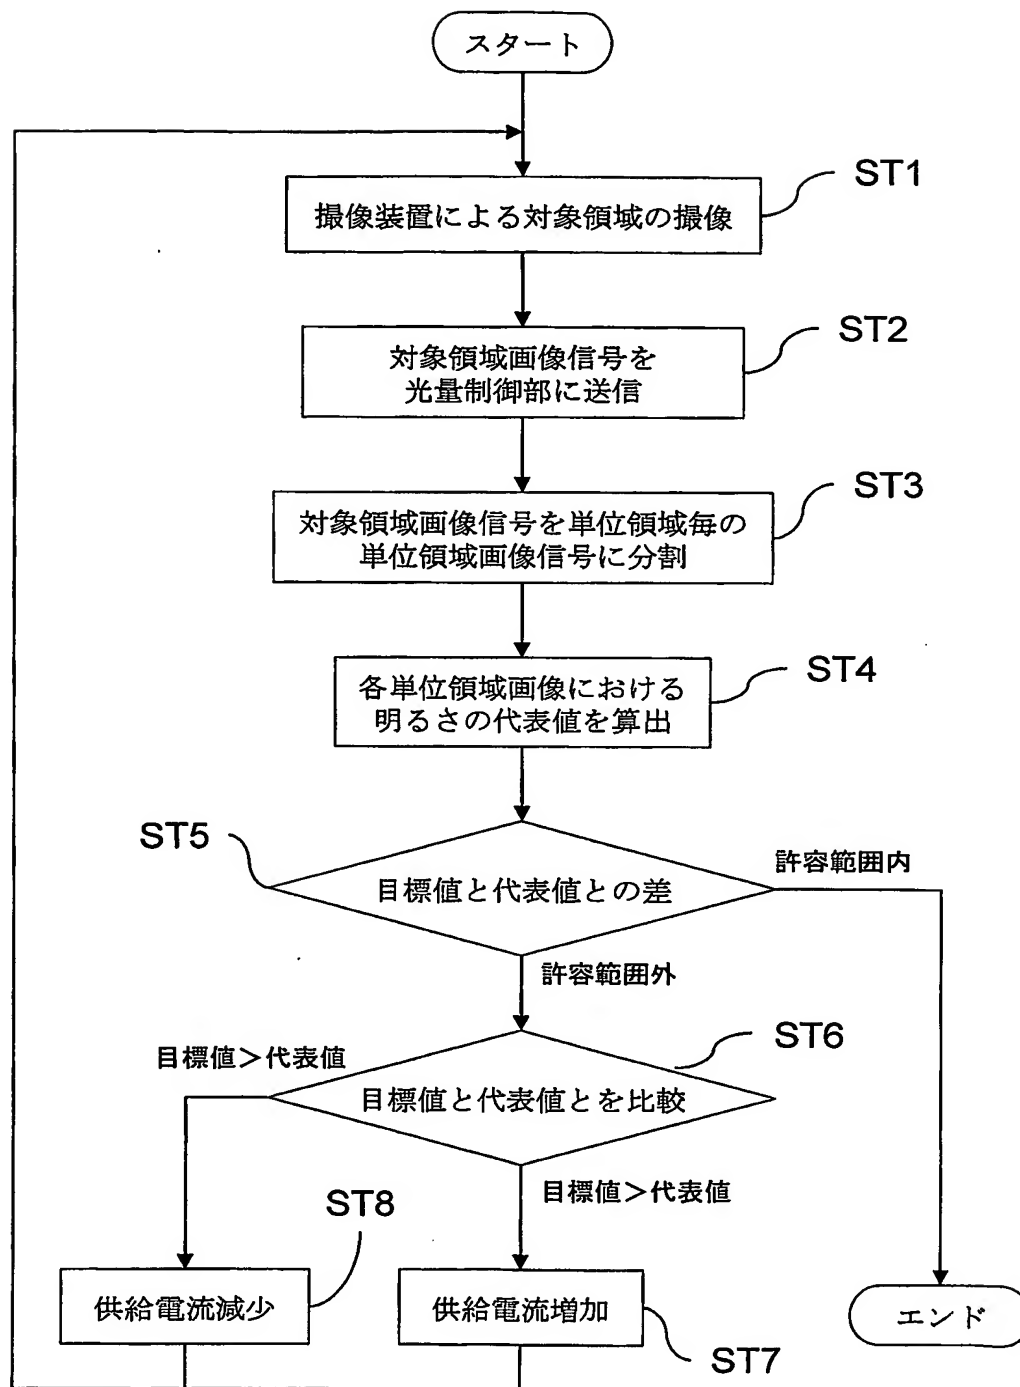 スタート
ST1
撮像装置による対象領域の撮像
ST2
対象領域画像信号を
光量制御部に送信
ST3
対象領域画像信号を単位領域毎の
単位領域画像信号に分割
ST4
各単位領域画像における
明るさの代表値を算出
ST5
許容範囲内
目標値と代表値との差
許容範囲外
ST6
目標値＞代表値
目標値と代表値とを比較
目標値＞代表値
ST8
供給電流減少
供給電流増加
エンド
ST7